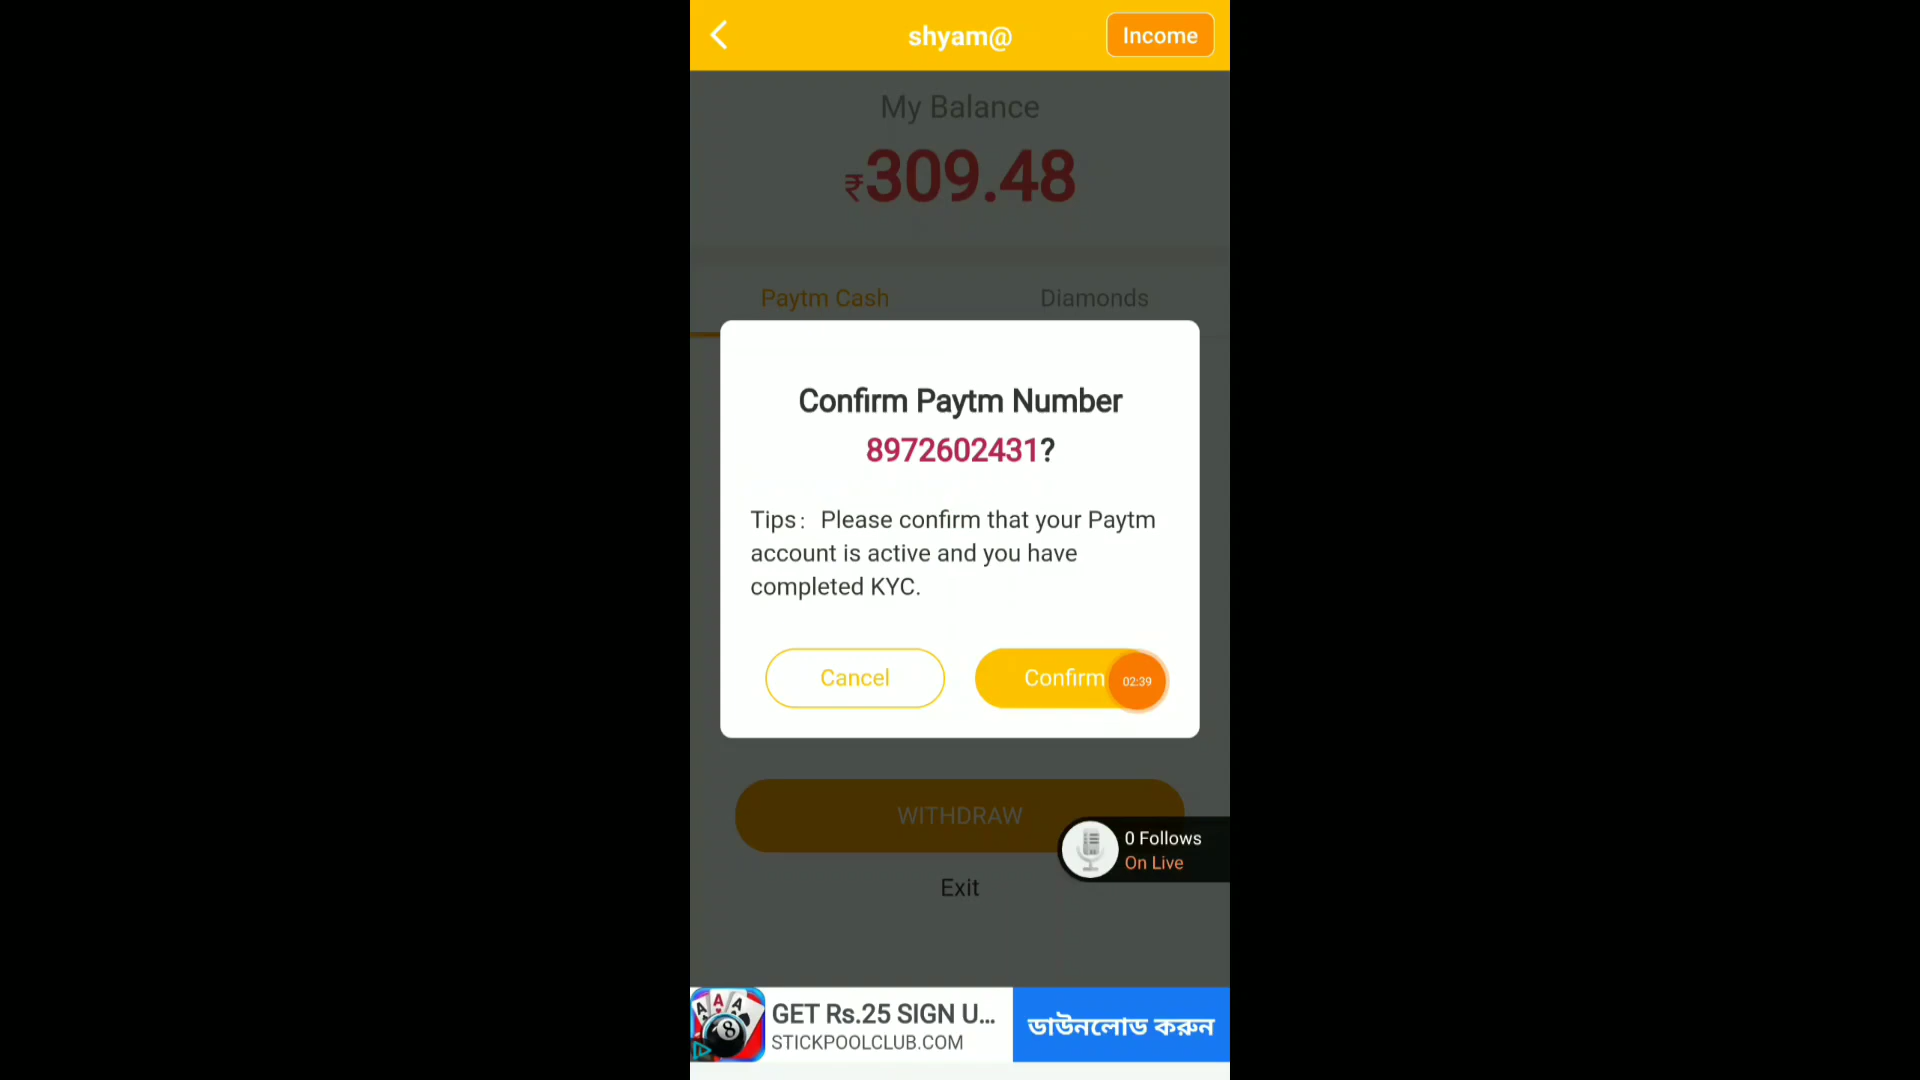 shyam@
Income
My Balance
₹309.48
Paytm Cash
Diamonds
Confirm Paytm Number
8972602431?
Tips: Please confirm that your Paytm
account is active and you have
completed KYC.
Cancel
Confirm
02:39
WITHDRAW
0 Follows
On Live
Exit
GET Rs.25 SIGN U...
STICKPOOLCLUB.COM
ডাউনলোড করুন